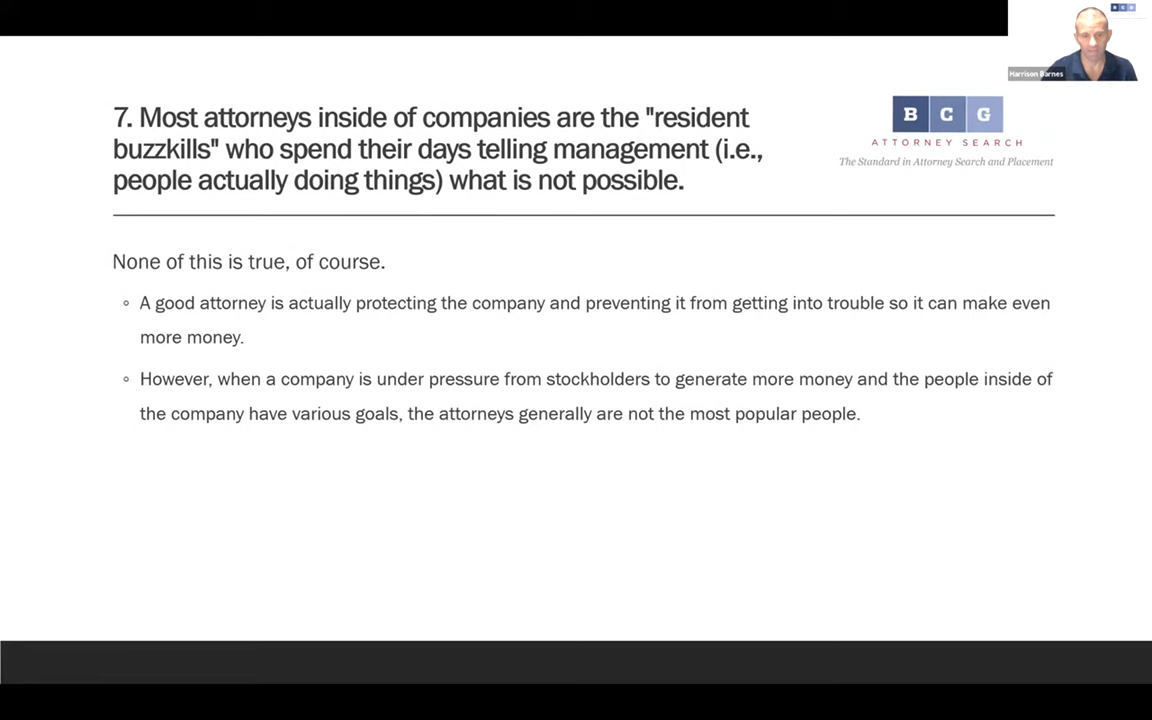 B C G
Harrison Barnes
7. Most attorneys inside of companies are the "resident
buzzkills" who spend their days telling management (i.e.,
people actually doing things) what is not possible.
B C G
ATTORNEY SEARCH
The Standard in Attorney Search and Placement
None of this is true, of course.
◦ A good attorney is actually protecting the company and preventing it from getting into trouble so it can make even
more money.
◦ However, when a company is under pressure from stockholders to generate more money and the people inside of
the company have various goals, the attorneys generally are not the most popular people.